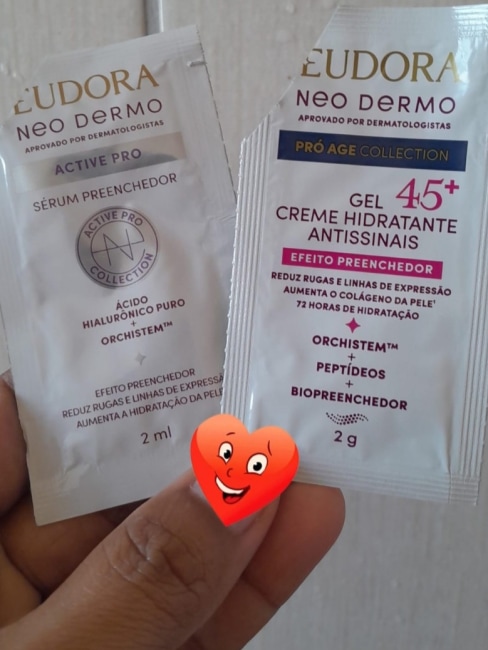 EUDORA
Neo Dermo
APROVADO POR DERMATOLOGISTAS
ACTIVE PRO
SÉRUM PREENCHEDOR
ACTIVE PRO
COLLECTION
ÁCIDO
HIALURÔNICO PURO
+
ORCHISTEM™
EFEITO PREENCHEDOR
REDUZ RUGAS E LINHAS DE EXPRESSÃ
AUMENTA A HIDRATAÇÃO DA PELE
2 ml
EUDORA
Neo Dermo
APROVADO POR DERMATOLOGISTAS
PRÓ AGE COLLECTION
GEL 45+
CREME HIDRATANTE
ANTISSINAIS
EFEITO PREENCHEDOR
REDUZ RUGAS E LINHAS DE EXPRESSÃO
AUMENTA O COLÁGENO DA PELE¹
72 HORAS DE HIDRATAÇÃO
ORCHISTEM™
+
PEPTÍDEOS
+
BIOPREENCHEDOR
2 g